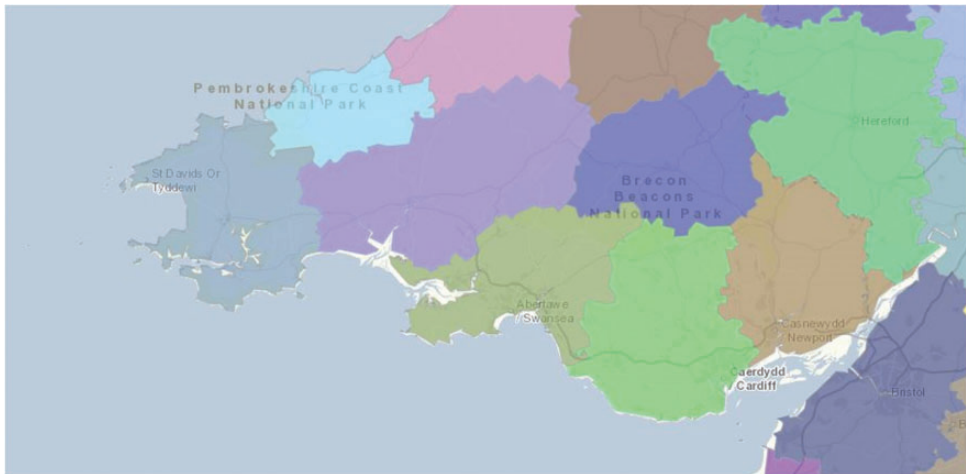 Pembrokeshire Coast
National Park
Hereford
St Davids Or
Tyddewi
Brecon
Beacons
National Park
Abertawe
/ Swansea
Casnewydd
Newport
Caerdydd
Cardiff
Bristol
B